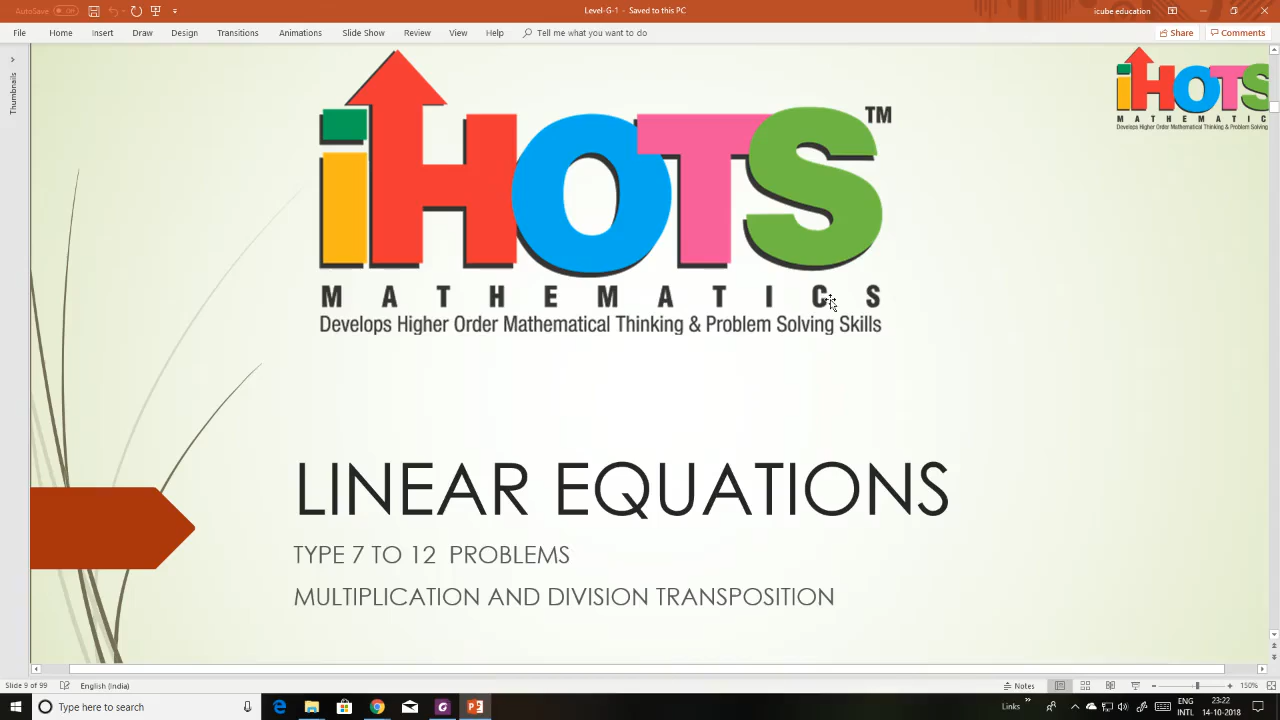 AutoSave Off
Level-G-1 - Saved to this PC
icube education
File Home Insert Draw Design Transitions Animations Slide Show Review View Help Tell me what you want to do
Share Comments
Thumbnails
iHOTS TM
MATHEMATICS
Develops Higher Order Mathematical Thinking & Problem Solving Skills
iHOTS
MATHEMATIC
Develops Higher Order Mathematical Thinking & Problem Solving
LINEAR EQUATIONS
TYPE 7 TO 12 PROBLEMS
MULTIPLICATION AND DIVISION TRANSPOSITION
Slide 9 of 99 English (India) Notes 150%
Type here to search
Links
ENG 23:22
INTL 14-10-2018